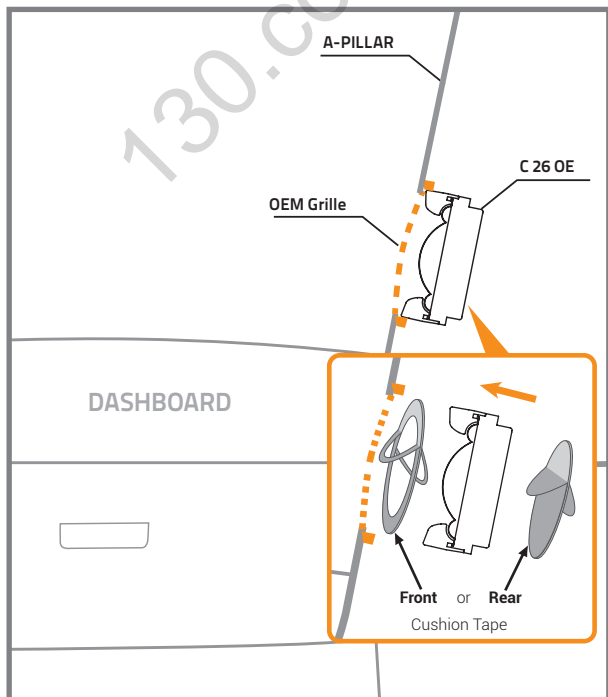 A-PILLAR
C 26 OE
OEM Grille
DASHBOARD
Front or Rear
Cushion Tape
130.co